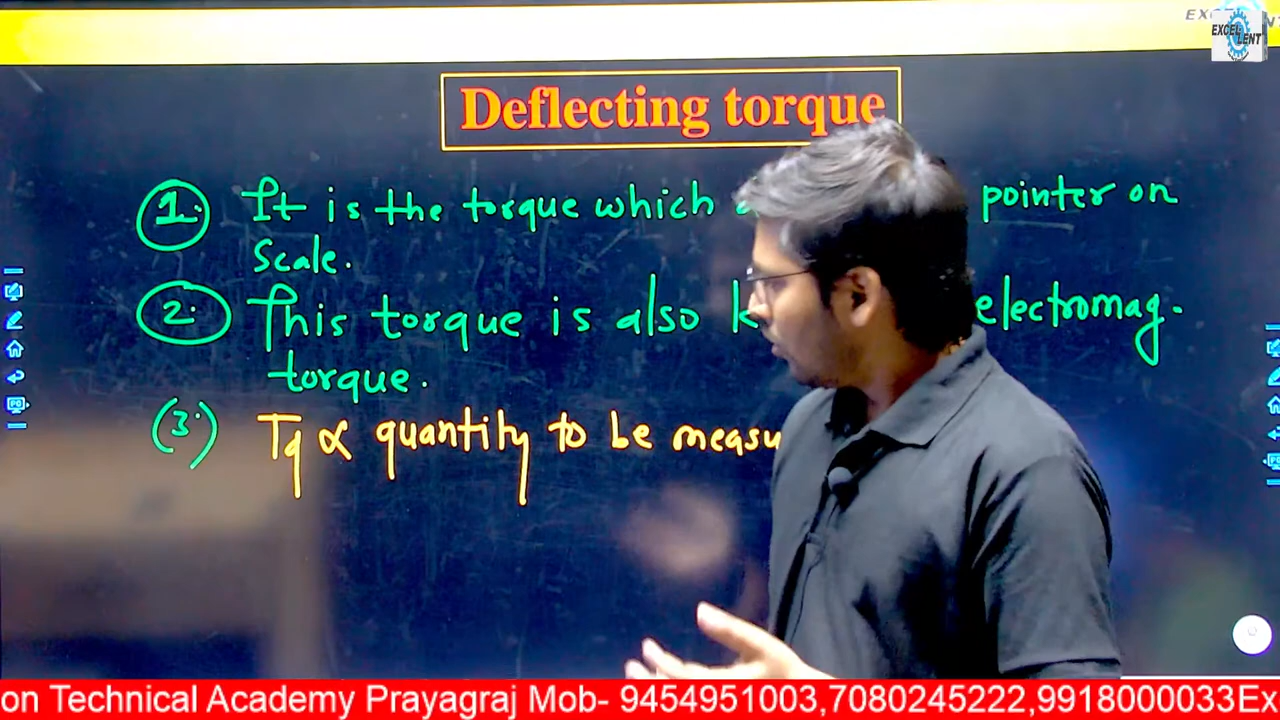 EXCELLENT
Deflecting torque
1. It is the torque which pointer on
Scale.
2. This torque is also electromag.
torque.
(3.) Td ∝ quantity to be measu
on Technical Academy Prayagraj Mob- 9454951003,7080245222,9918000033Ex